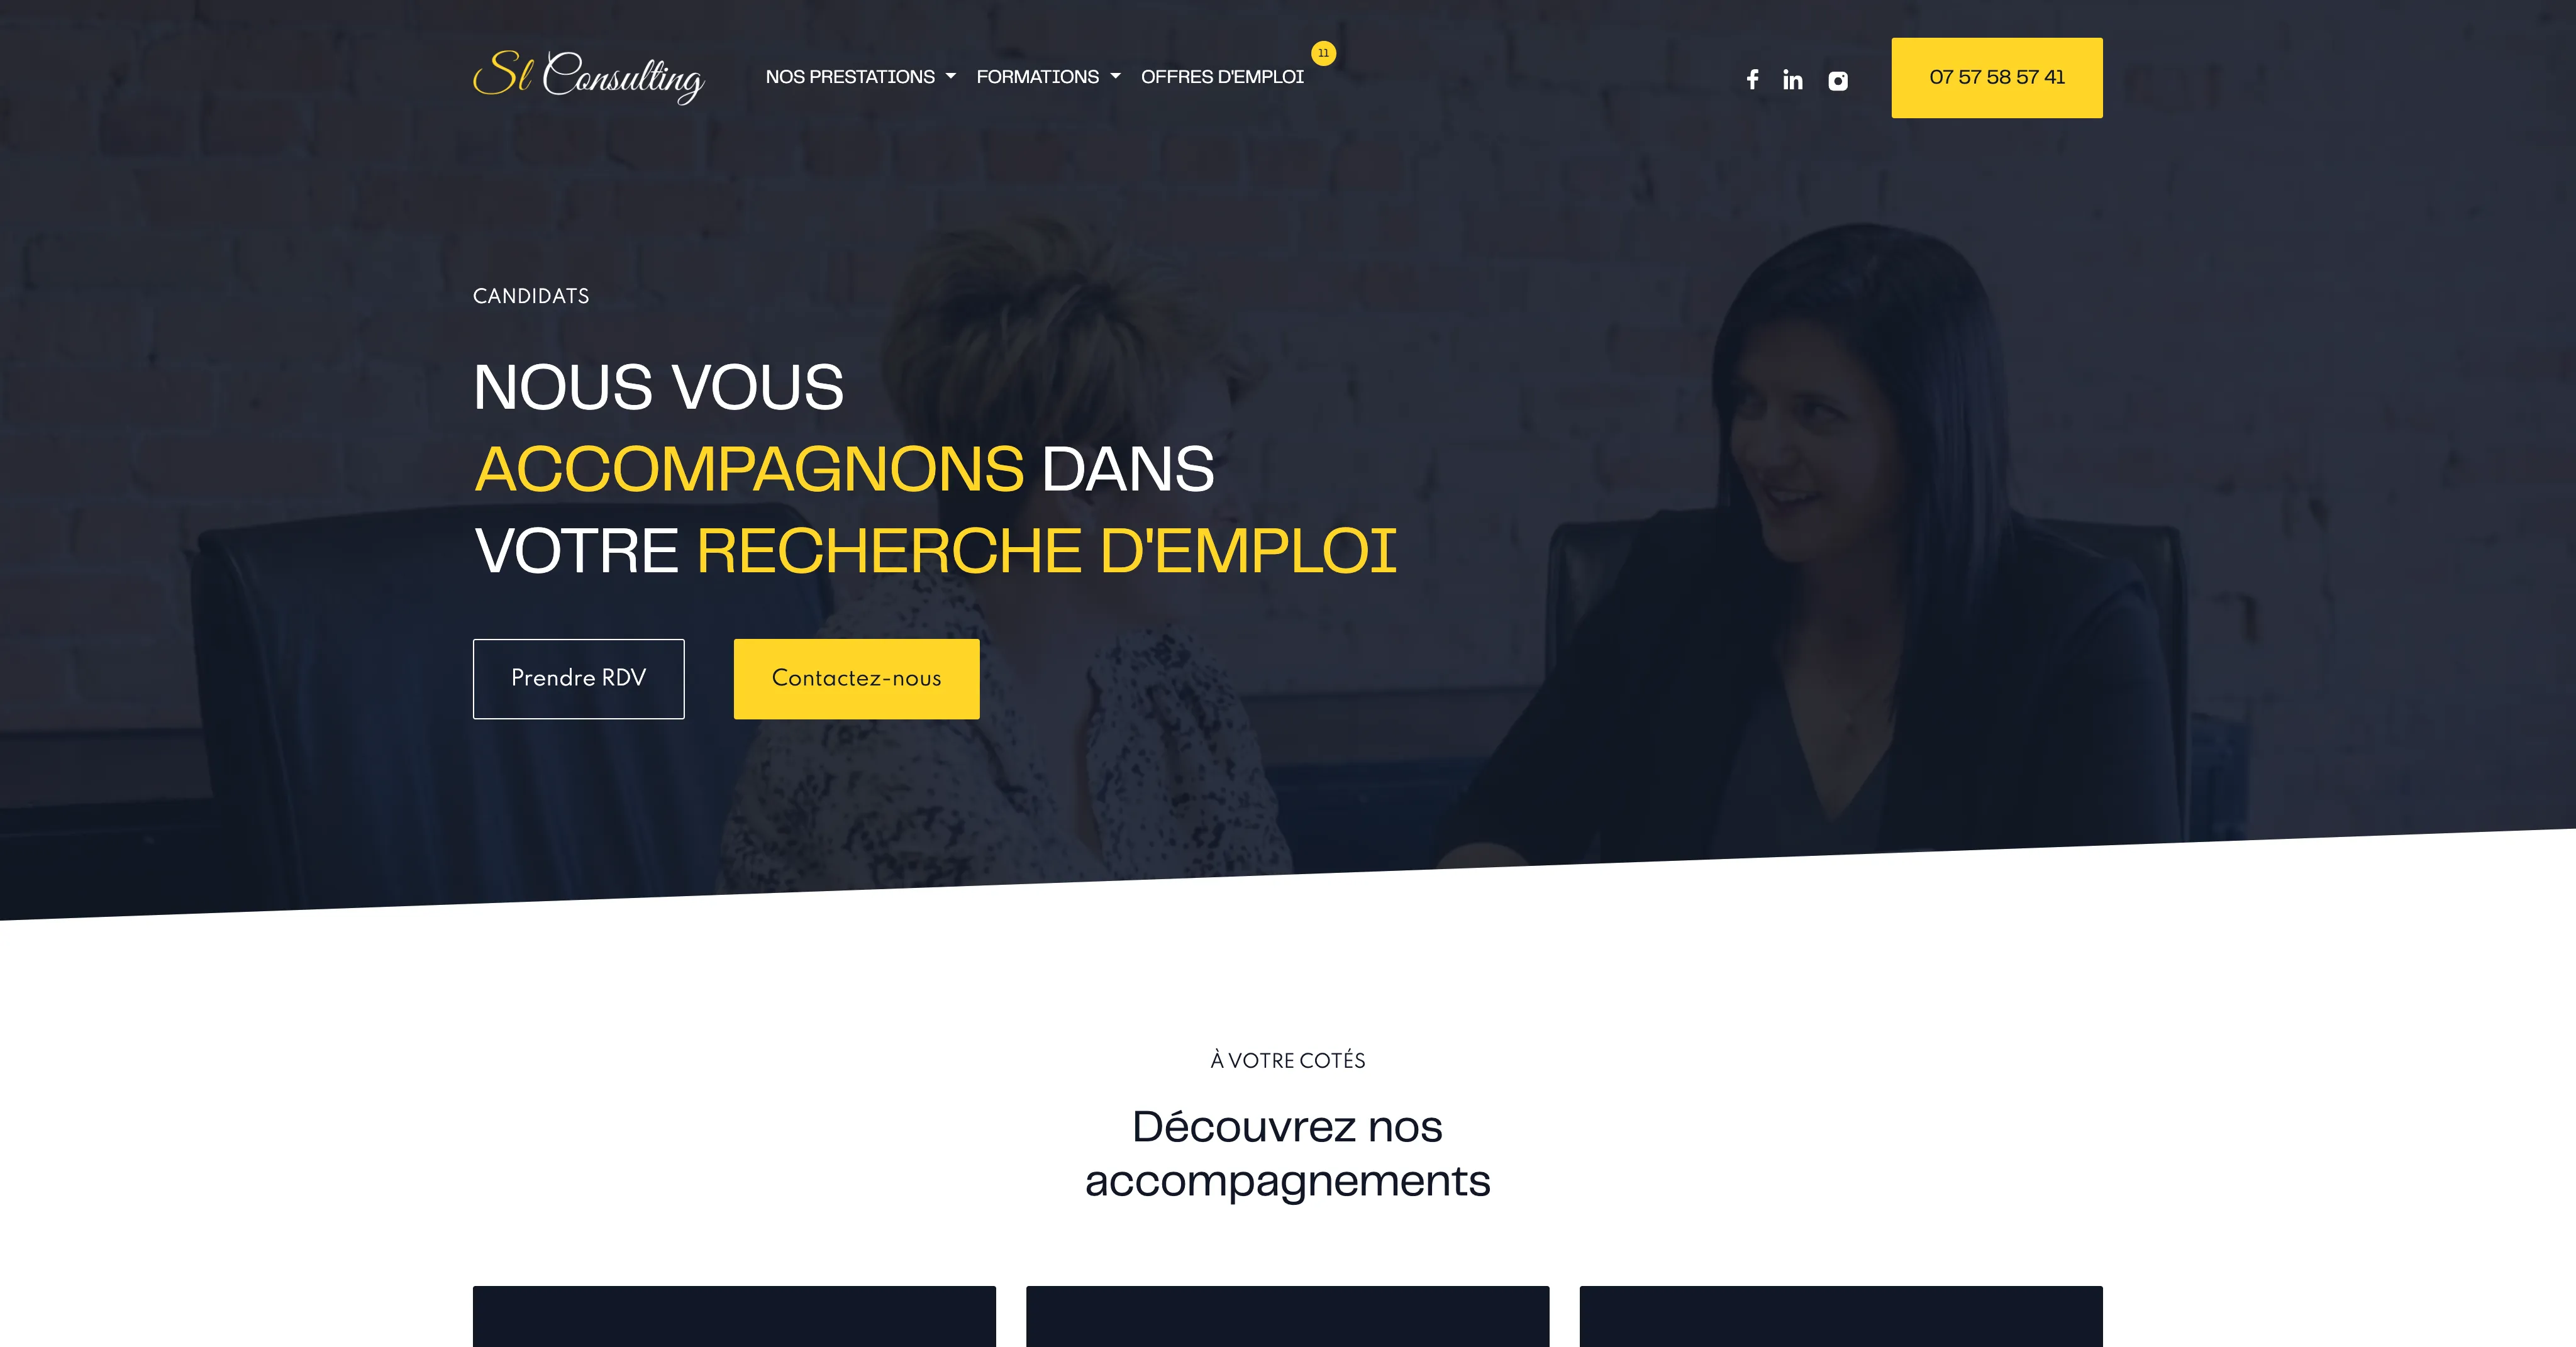 Sl Consulting
NOS PRESTATIONS
FORMATIONS
OFFRES D'EMPLOI
11
07 57 58 57 41
CANDIDATS
NOUS VOUS
ACCOMPAGNONS DANS
VOTRE RECHERCHE D'EMPLOI
Prendre RDV
Contactez-nous
À VOTRE COTÉS
Découvrez nos
accompagnements